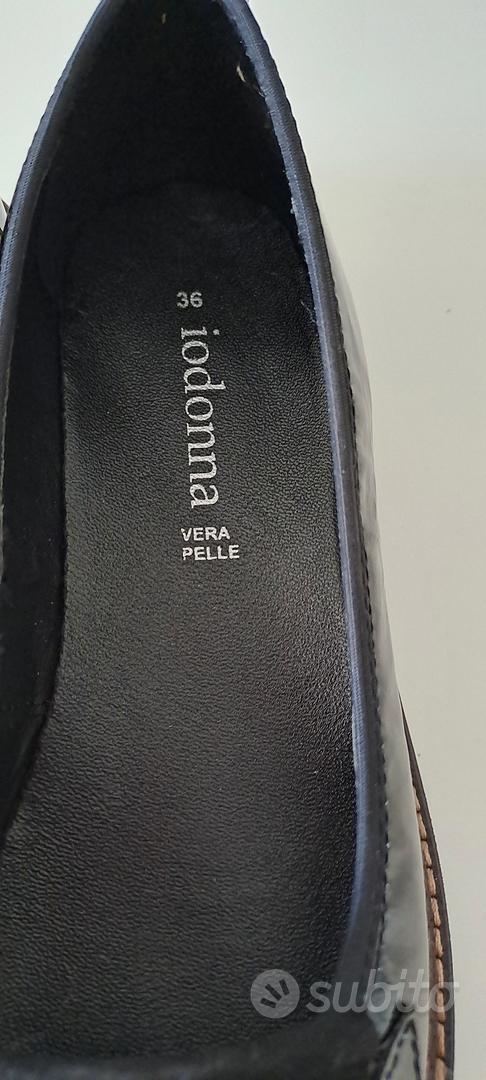 36
iodonna
VERA
PELLE
subito